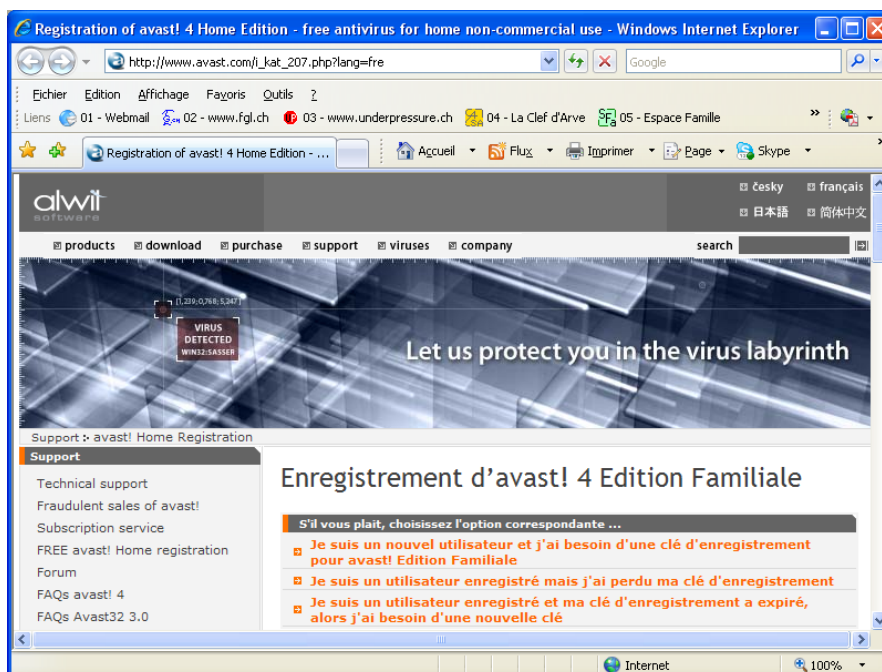 Registration of avast! 4 Home Edition - free antivirus for home non-commercial use - Windows Internet Explorer
http://www.avast.com/i_kat_207.php?lang=fre
Google
Fichier Edition Affichage Favoris Outils ?
Liens 01 - Webmail 02 - www.fgl.ch 03 - www.underpressure.ch 04 - La Clef d'Arve 05 - Espace Famille »
Registration of avast! 4 Home Edition - ... Accueil Flux Imprimer Page Skype »
alwil
software
česky français
日本語 简体中文
products download purchase support viruses company search
[1,239;0,768;5,247]
VIRUS
DETECTED
WIN32:SASSER
Let us protect you in the virus labyrinth
Support :- avast! Home Registration
Support
Technical support
Fraudulent sales of avast!
Subscription service
FREE avast! Home registration
Forum
FAQs avast! 4
FAQs Avast32 3.0
Enregistrement d'avast! 4 Edition Familiale
S'il vous plait, choisissez l'option correspondante ...
Je suis un nouvel utilisateur et j'ai besoin d'une clé d'enregistrement
pour avast! Edition Familiale
Je suis un utilisateur enregistré mais j'ai perdu ma clé d'enregistrement
Je suis un utilisateur enregistré et ma clé d'enregistrement a expiré,
alors j'ai besoin d'une nouvelle clé
Internet 100%